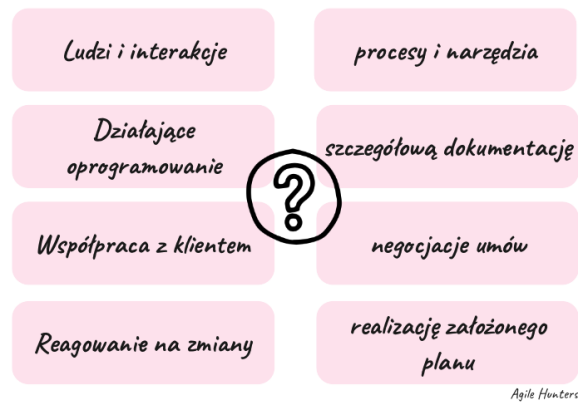 Ludzi i interakcje
procesy i narzędzia
Działające
oprogramowanie
szczegółową dokumentację
?
Współpraca z klientem
negocjacje umów
Reagowanie na zmiany
realizację założonego
planu
Agile Hunters